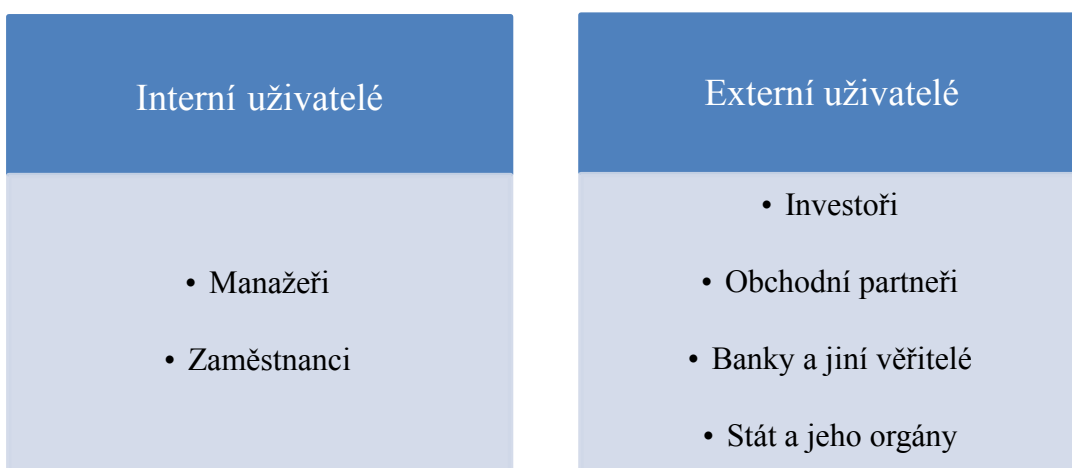 Interní uživatelé
• Manažeři
• Zaměstnanci
Externí uživatelé
• Investoři
• Obchodní partneři
• Banky a jiní věřitelé
• Stát a jeho orgány